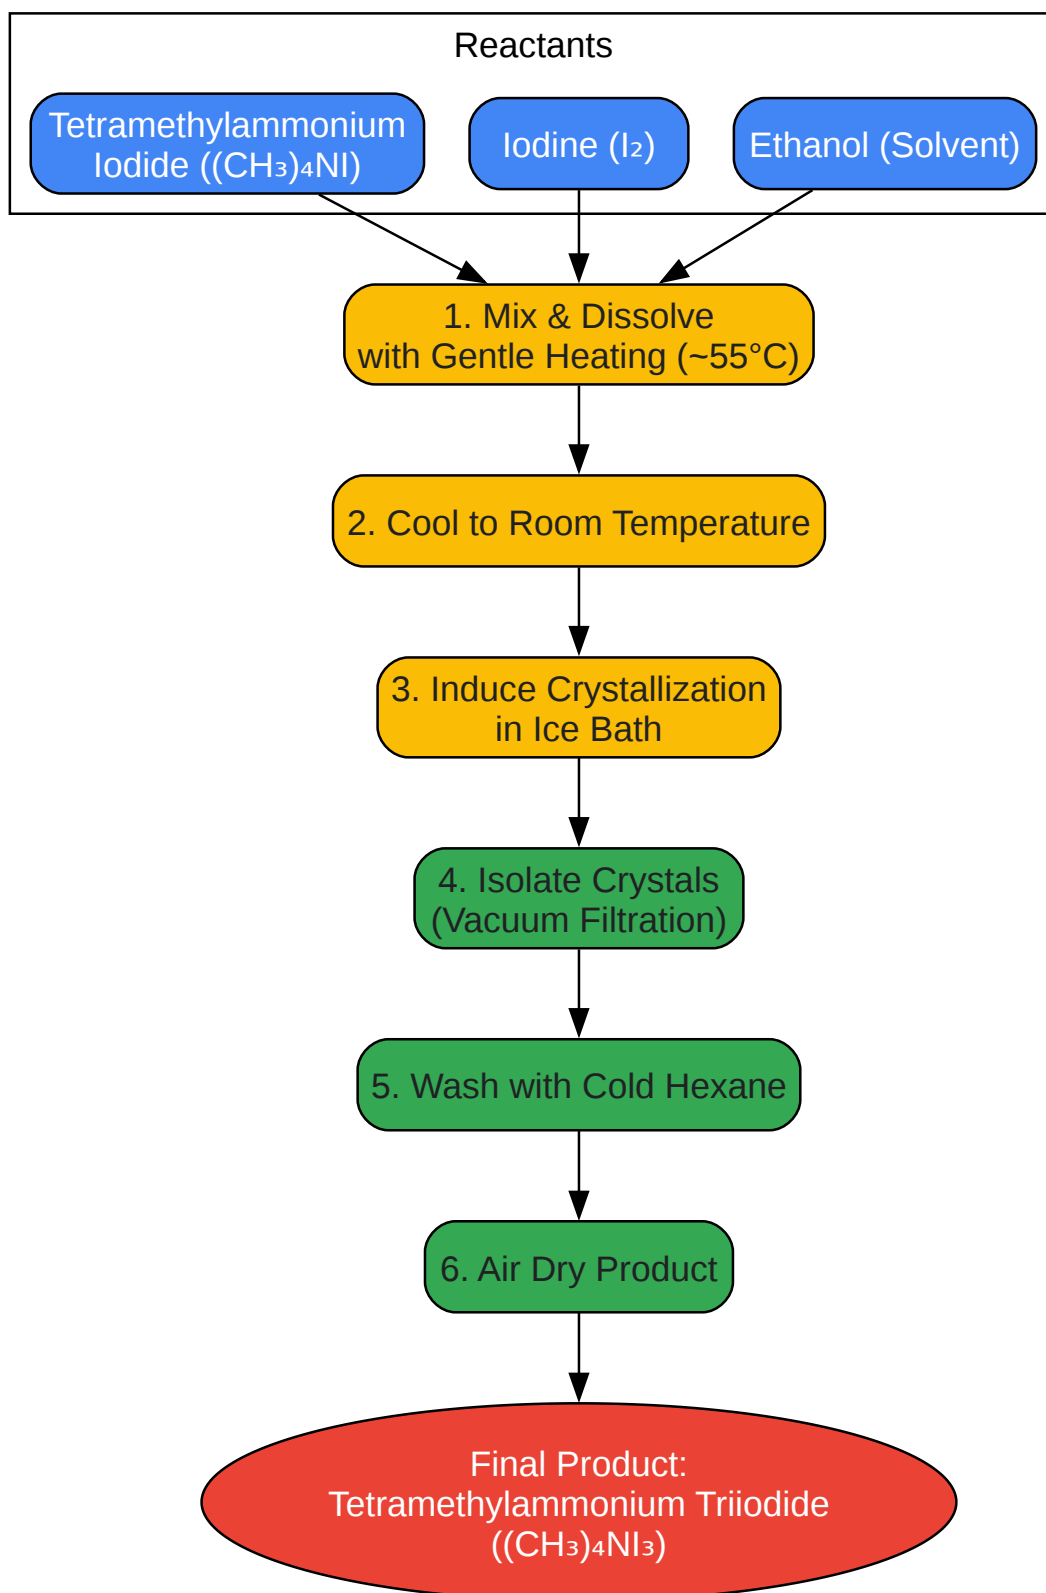 Reactants
Tetramethylammonium
Iodide ((CH₃)₄NI)
Iodine (I₂)
Ethanol (Solvent)
1. Mix & Dissolve
with Gentle Heating (~55°C)
2. Cool to Room Temperature
3. Induce Crystallization
in Ice Bath
4. Isolate Crystals
(Vacuum Filtration)
5. Wash with Cold Hexane
6. Air Dry Product
Final Product:
Tetramethylammonium Triiodide
((CH₃)₄NI₃)